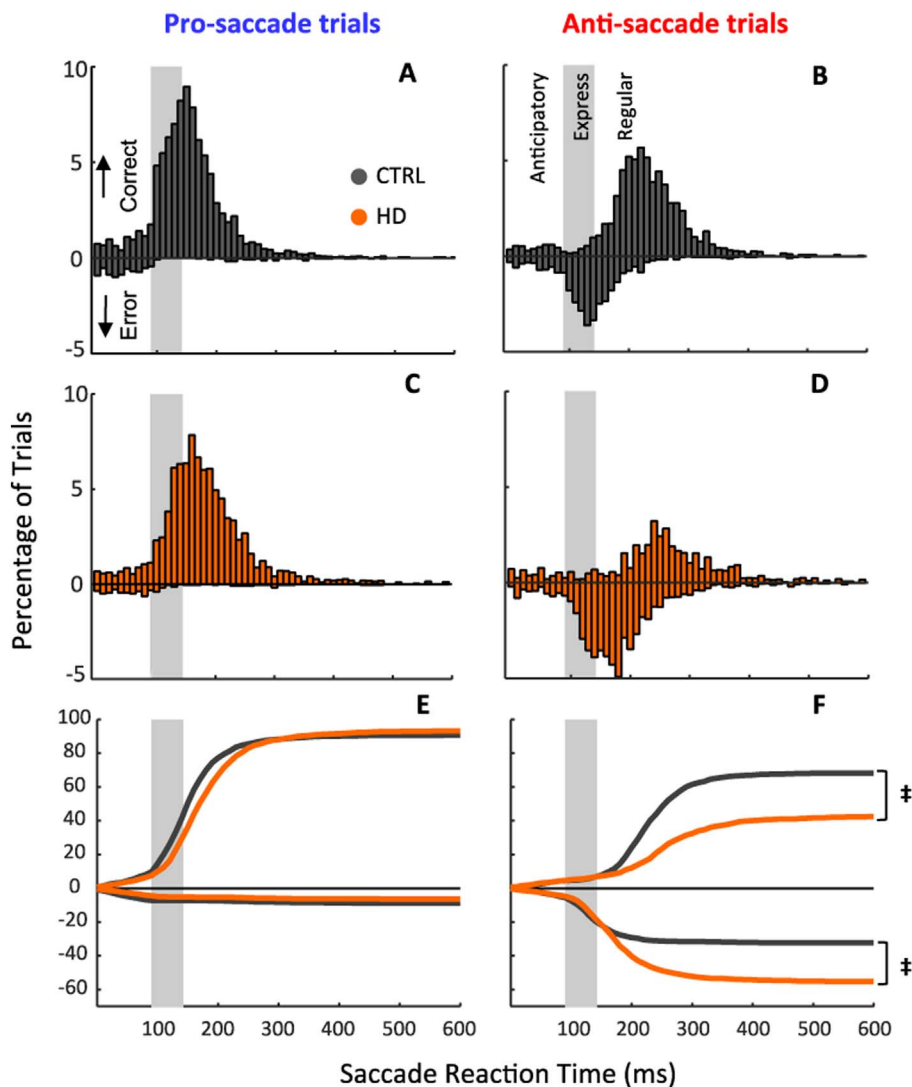 Pro-saccade trials
Anti-saccade trials
A
B
10
5
0
-5
Correct
Error
CTRL
HD
Anticipatory
Express
Regular
C
D
10
5
0
-5
Percentage of Trials
E
F
100
80
60
40
20
0
-20
-40
-60
‡
‡
100 200 300 400 500 600
100 200 300 400 500 600
Saccade Reaction Time (ms)